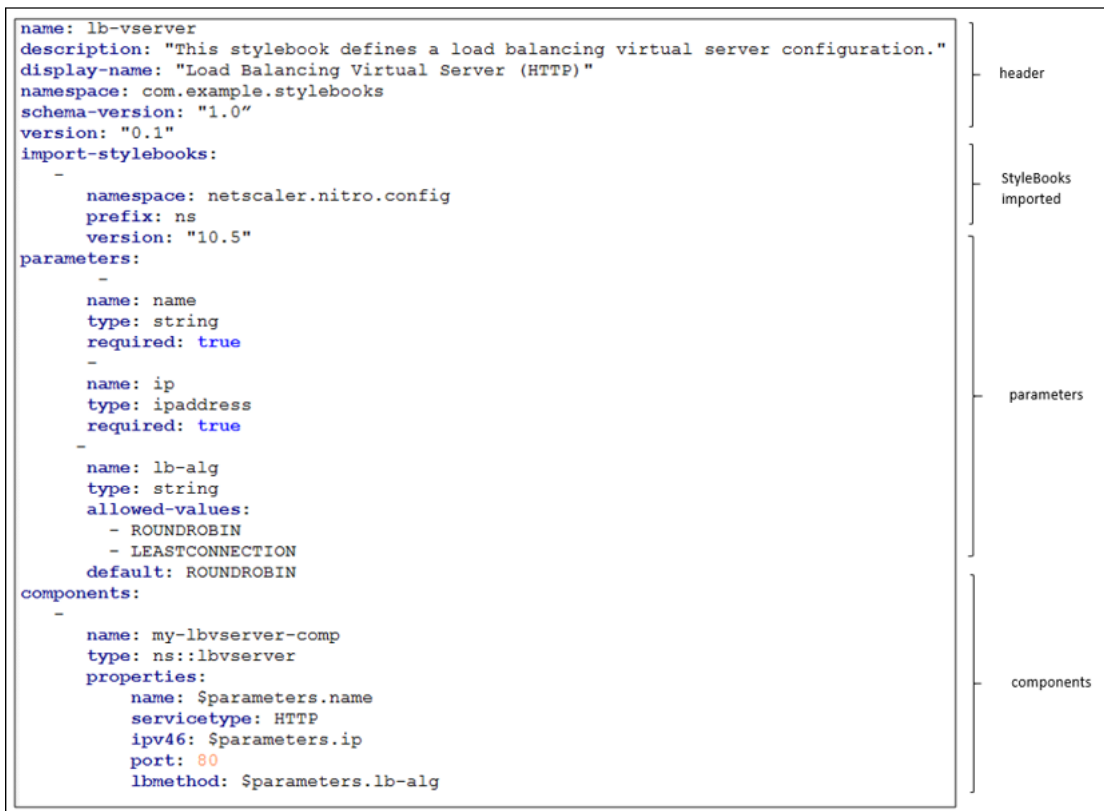 name: lb-vserver
description: "This stylebook defines a load balancing virtual server configuration."
display-name: "Load Balancing Virtual Server (HTTP)"
namespace: com.example.stylebooks
schema-version: "1.0”
version: "0.1"
import-stylebooks:
-
namespace: netscaler.nitro.config
prefix: ns
version: "10.5"
parameters:
-
name: name
type: string
required: true
-
name: ip
type: ipaddress
required: true
-
name: lb-alg
type: string
allowed-values:
- ROUNDROBIN
- LEASTCONNECTION
default: ROUNDROBIN
components:
-
name: my-lbvserver-comp
type: ns::lbvserver
properties:
name: $parameters.name
servicetype: HTTP
ipv46: $parameters.ip
port: 80
lbmethod: $parameters.lb-alg
header
StyleBooks
imported
parameters
components